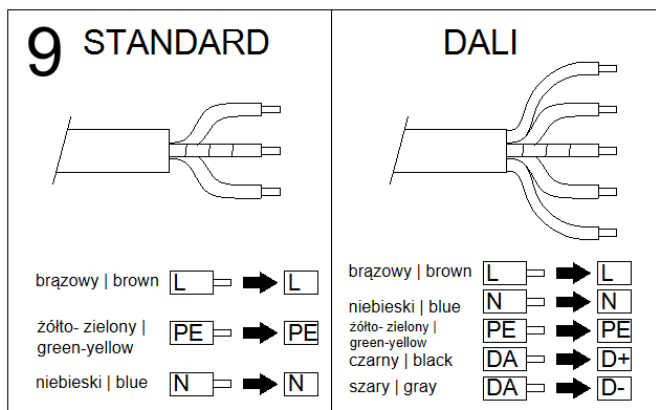 9 STANDARD
brązowy | brown L L
żółto- zielony |
green-yellow PE PE
niebieski | blue N N
DALI
brązowy | brown L L
niebieski | blue N N
żółto- zielony |
green-yellow PE PE
czarny | black DA D+
szary | gray DA D-